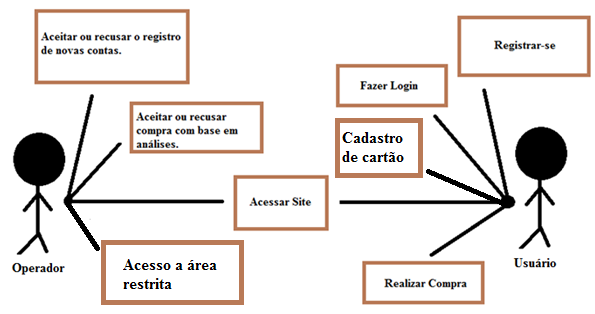 Aceitar ou recusar o registro
de novas contas.
Registrar-se
Fazer Login
Aceitar ou recusar
compra com base em
análises.
Cadastro
de cartão
Acessar Site
Operador
Acesso a área
restrita
Usuário
Realizar Compra